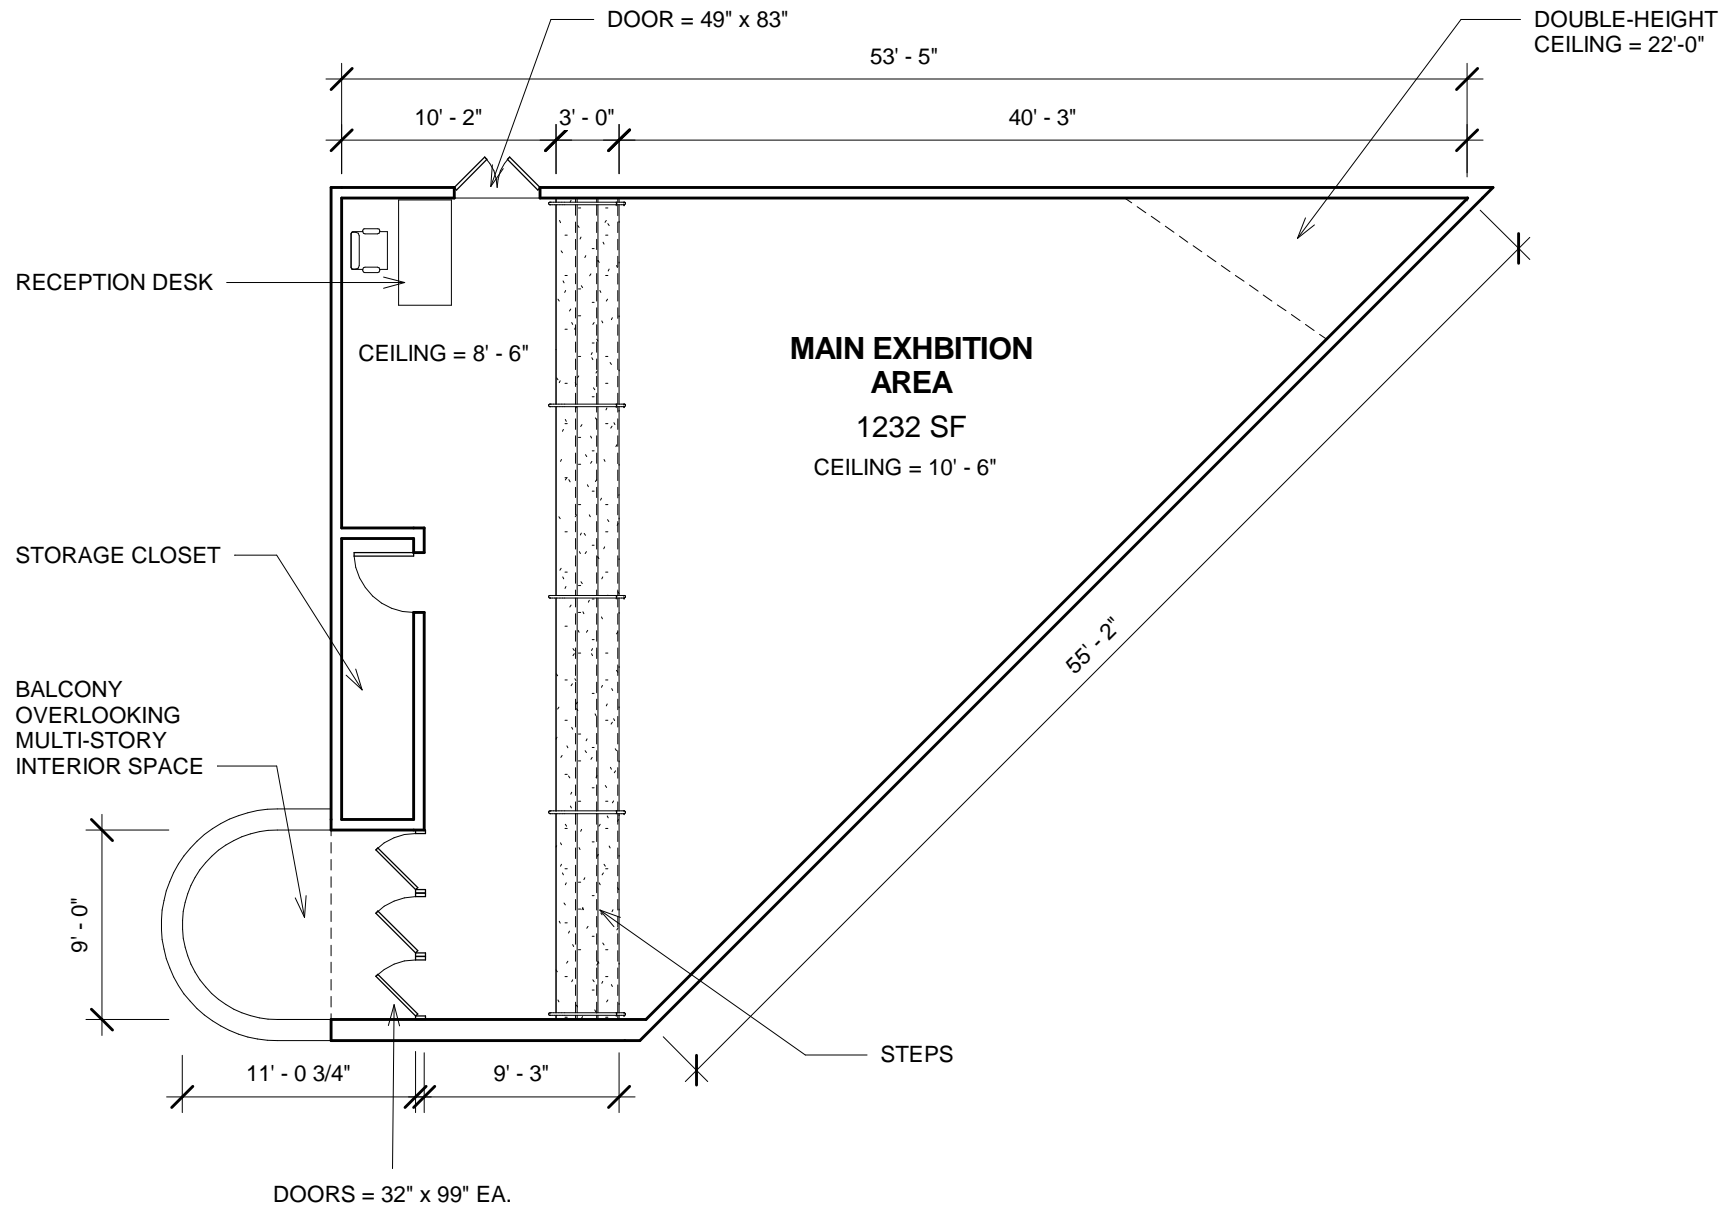 DOOR = 49" x 83"
DOUBLE-HEIGHT
CEILING = 22'-0"
53' - 5"
10' - 2"
3' - 0"
40' - 3"
RECEPTION DESK
CEILING = 8' - 6"
MAIN EXHBITION
AREA
1232 SF
CEILING = 10' - 6"
STORAGE CLOSET
55' - 2"
BALCONY
OVERLOOKING
MULTI-STORY
INTERIOR SPACE
9' - 0"
STEPS
11' - 0 3/4"
9' - 3"
DOORS = 32" x 99" EA.